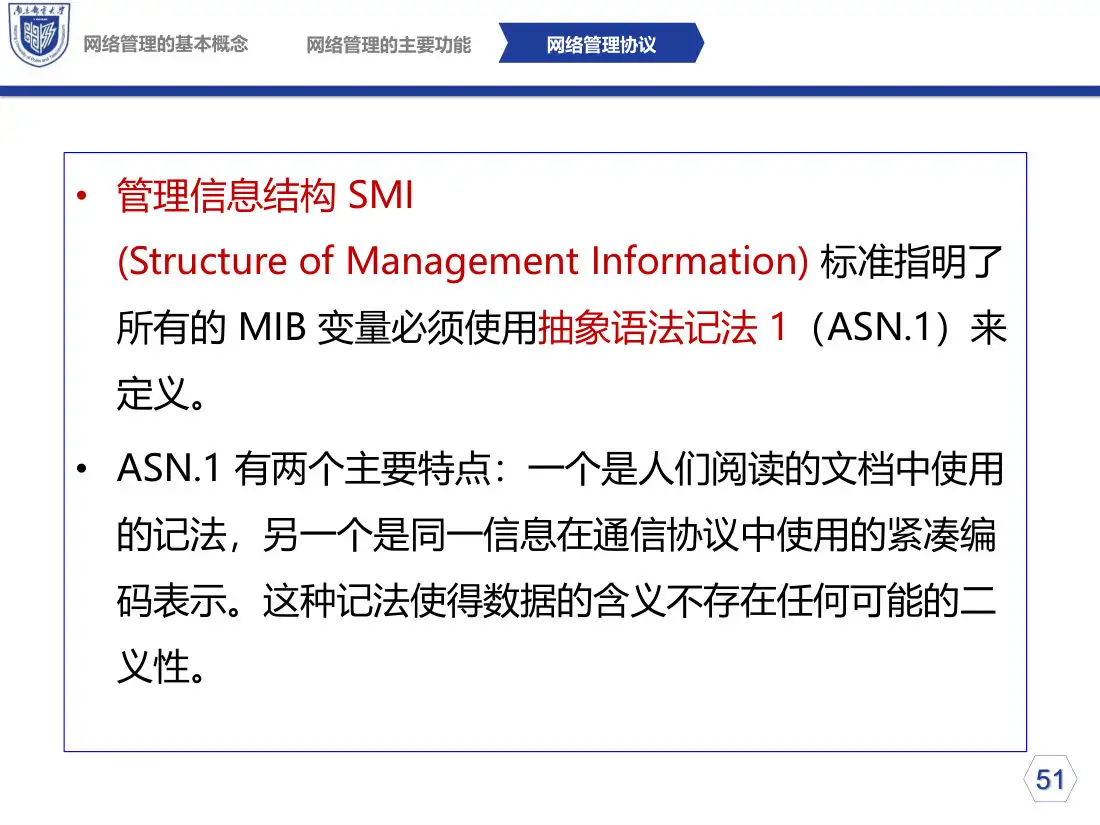 南京邮电大学
网络管理的基本概念
网络管理的主要功能
网络管理协议
• 管理信息结构 SMI
(Structure of Management Information) 标准指明了
所有的 MIB 变量必须使用抽象语法记法 1（ASN.1）来
定义。
• ASN.1 有两个主要特点：一个是人们阅读的文档中使用
的记法，另一个是同一信息在通信协议中使用的紧凑编
码表示。这种记法使得数据的含义不存在任何可能的二
义性。
51